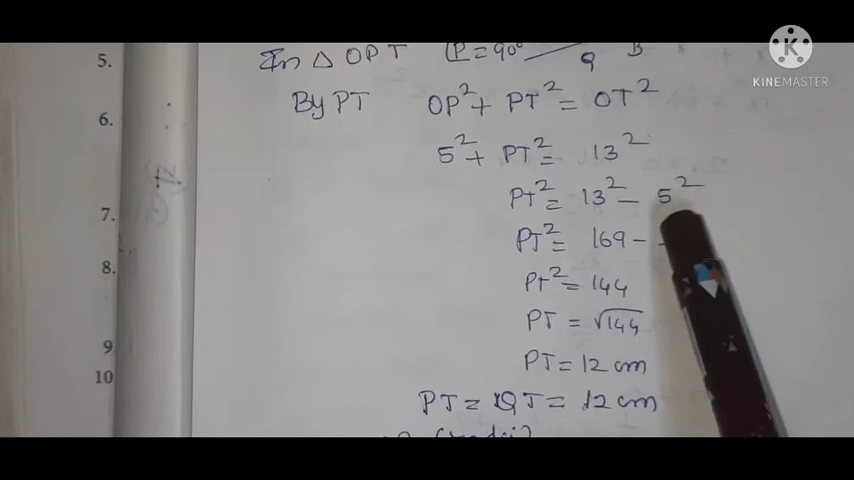 5.
In △ OPT ∠P = 90° Q B
6.
By PT OP² + PT² = OT²
5² + PT² = 13²
PT² = 13² - 5²
7.
PT² = 169 -
8.
PT² = 144
PT = √144
9
PT = 12 cm
10
PT = QT = 12 cm
KINEMASTER